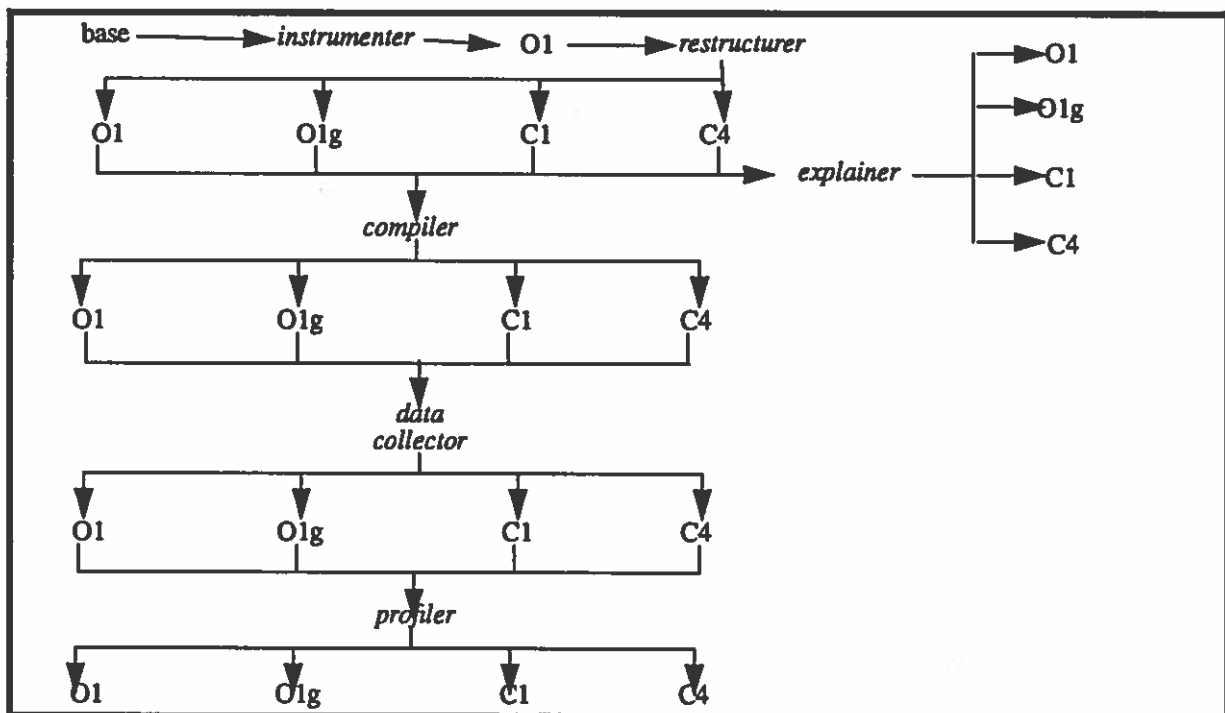 base instrumenter O1 restructurer
O1
O1g
C1
C4
O1 O1g C1 C4
explainer
compiler
O1 O1g C1 C4
data
collector
O1 O1g C1 C4
profiler
O1 O1g C1 C4